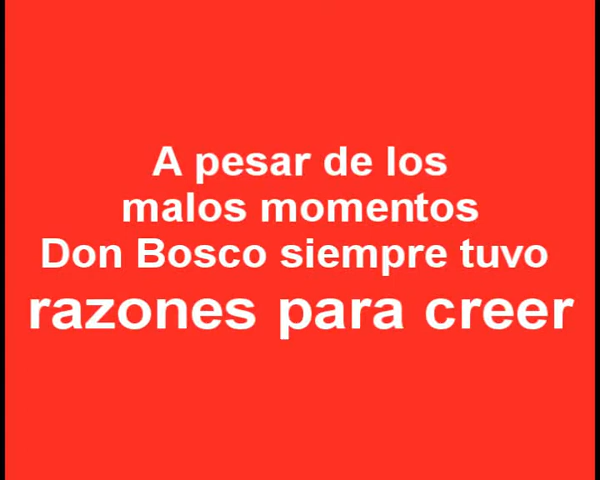 A pesar de los
malos momentos
Don Bosco siempre tuvo
razones para creer